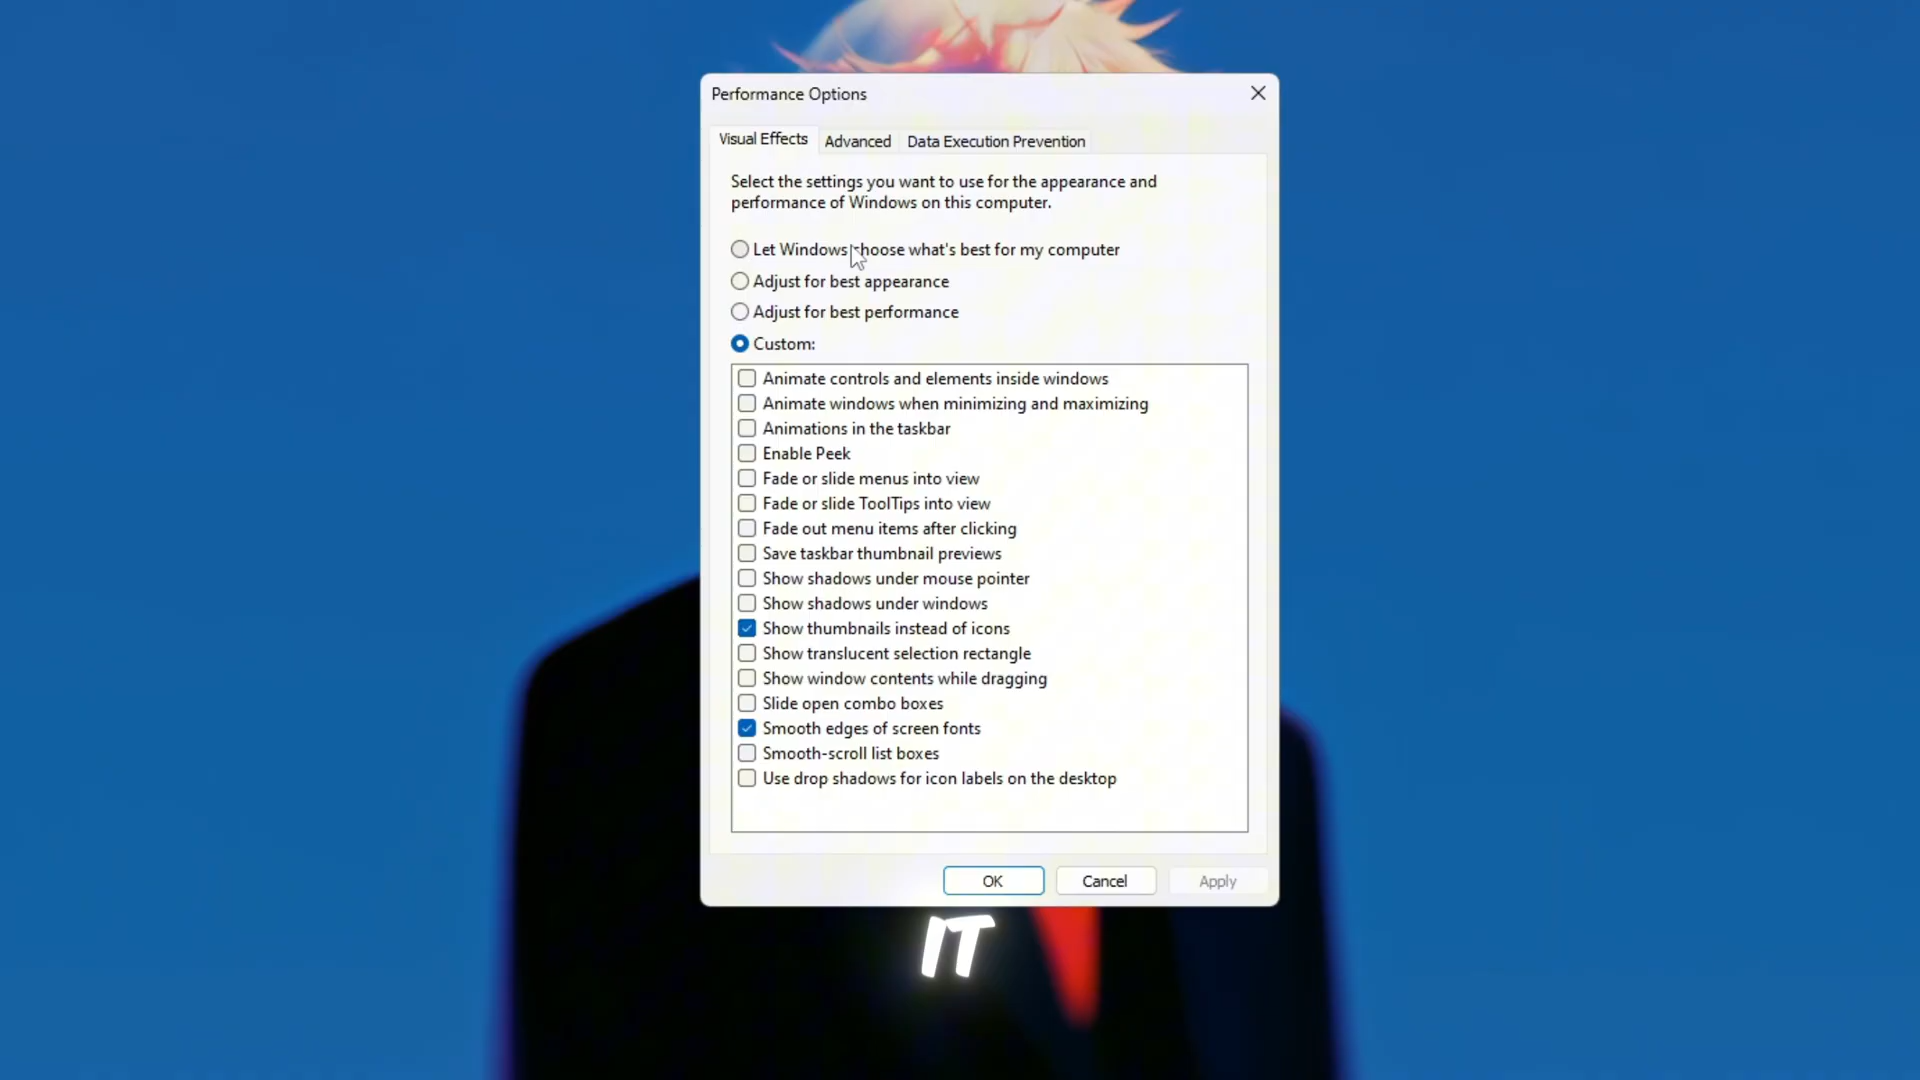 Performance Options
Visual Effects
Advanced
Data Execution Prevention
Select the settings you want to use for the appearance and
performance of Windows on this computer.
Let Windows choose what's best for my computer
Adjust for best appearance
Adjust for best performance
Custom:
Animate controls and elements inside windows
Animate windows when minimizing and maximizing
Animations in the taskbar
Enable Peek
Fade or slide menus into view
Fade or slide ToolTips into view
Fade out menu items after clicking
Save taskbar thumbnail previews
Show shadows under mouse pointer
Show shadows under windows
Show thumbnails instead of icons
Show translucent selection rectangle
Show window contents while dragging
Slide open combo boxes
Smooth edges of screen fonts
Smooth-scroll list boxes
Use drop shadows for icon labels on the desktop
OK
Cancel
Apply
IT